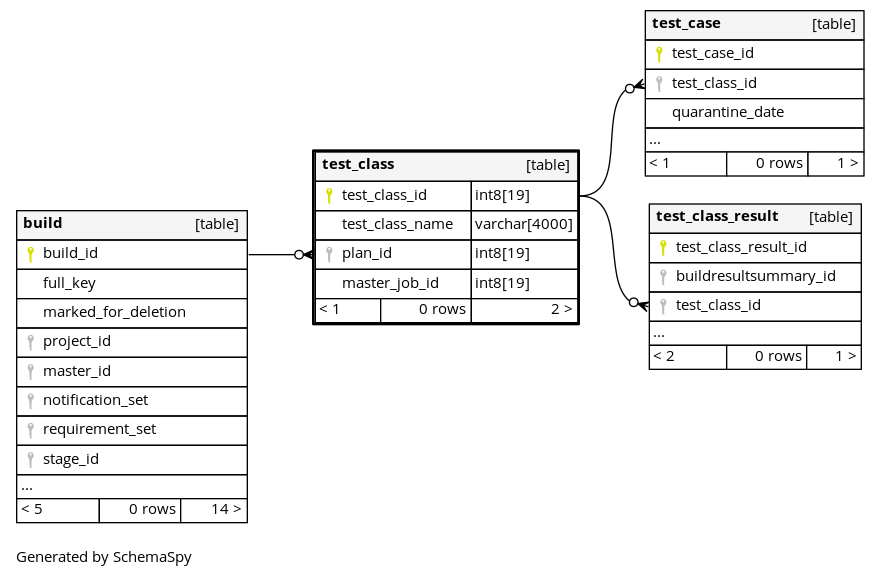 test_case [table]
test_case_id
test_class_id
quarantine_date
...
< 1 0 rows 1 >
test_class [table]
test_class_id int8[19]
test_class_name varchar[4000]
plan_id int8[19]
master_job_id int8[19]
< 1 0 rows 2 >
test_class_result [table]
test_class_result_id
buildresultsummary_id
test_class_id
...
< 2 0 rows 1 >
build [table]
build_id
full_key
marked_for_deletion
project_id
master_id
notification_set
requirement_set
stage_id
...
< 5 0 rows 14 >
Generated by SchemaSpy